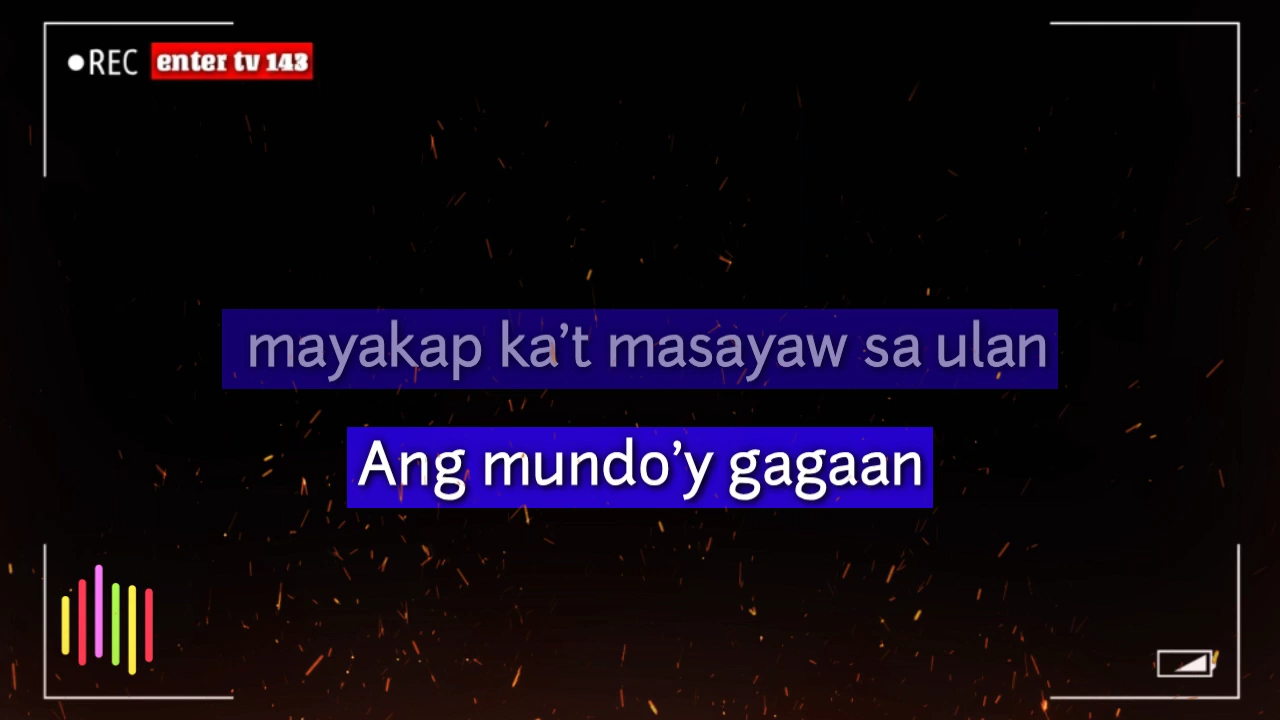 REC enter tv 143
mayakap ka’t masayaw sa ulan
Ang mundo’y gagaan